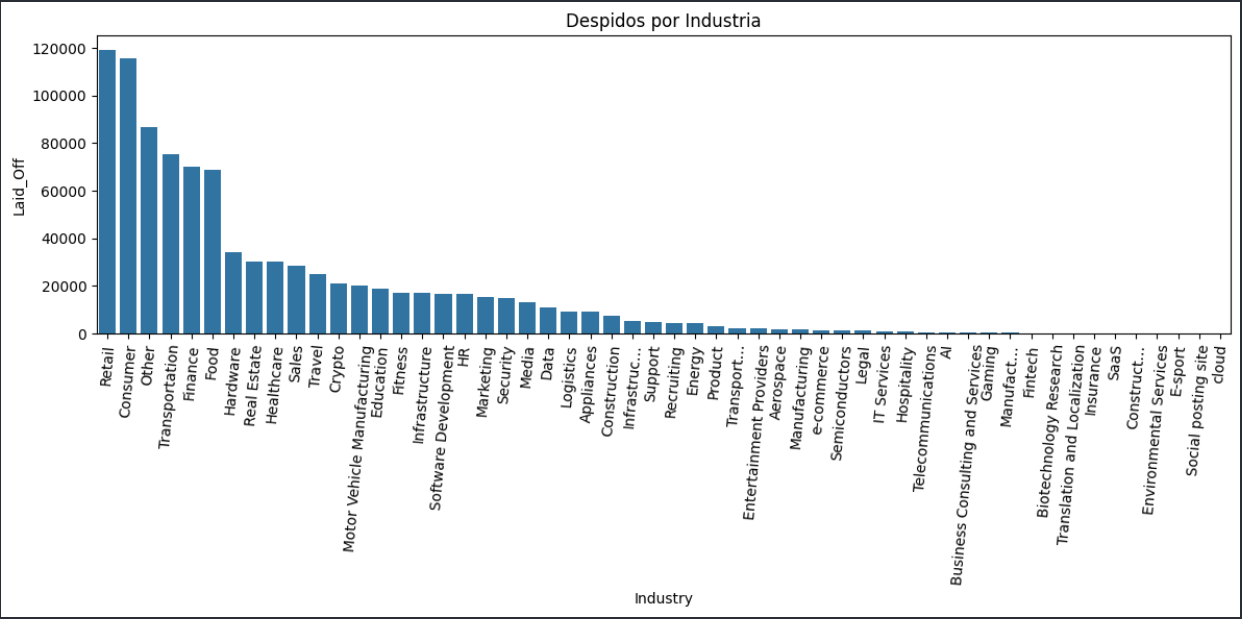 Despidos por Industria
Laid_Off
120000
100000
80000
60000
40000
20000
0
Retail
Consumer
Other
Transportation
Finance
Food
Hardware
Real Estate
Healthcare
Sales
Travel
Crypto
Motor Vehicle Manufacturing
Education
Fitness
Infrastructure
Software Development
HR
Marketing
Security
Media
Data
Logistics
Appliances
Construction
Infrastruc...
Support
Recruiting
Energy
Product
Transport...
Entertainment Providers
Aerospace
Manufacturing
e-commerce
Semiconductors
Legal
IT Services
Hospitality
Telecommunications
AI
Business Consulting and Services
Gaming
Manufact...
Fintech
Biotechnology Research
Translation and Localization
Insurance
SaaS
Construct...
Environmental Services
E-sport
Social posting site
cloud
Industry